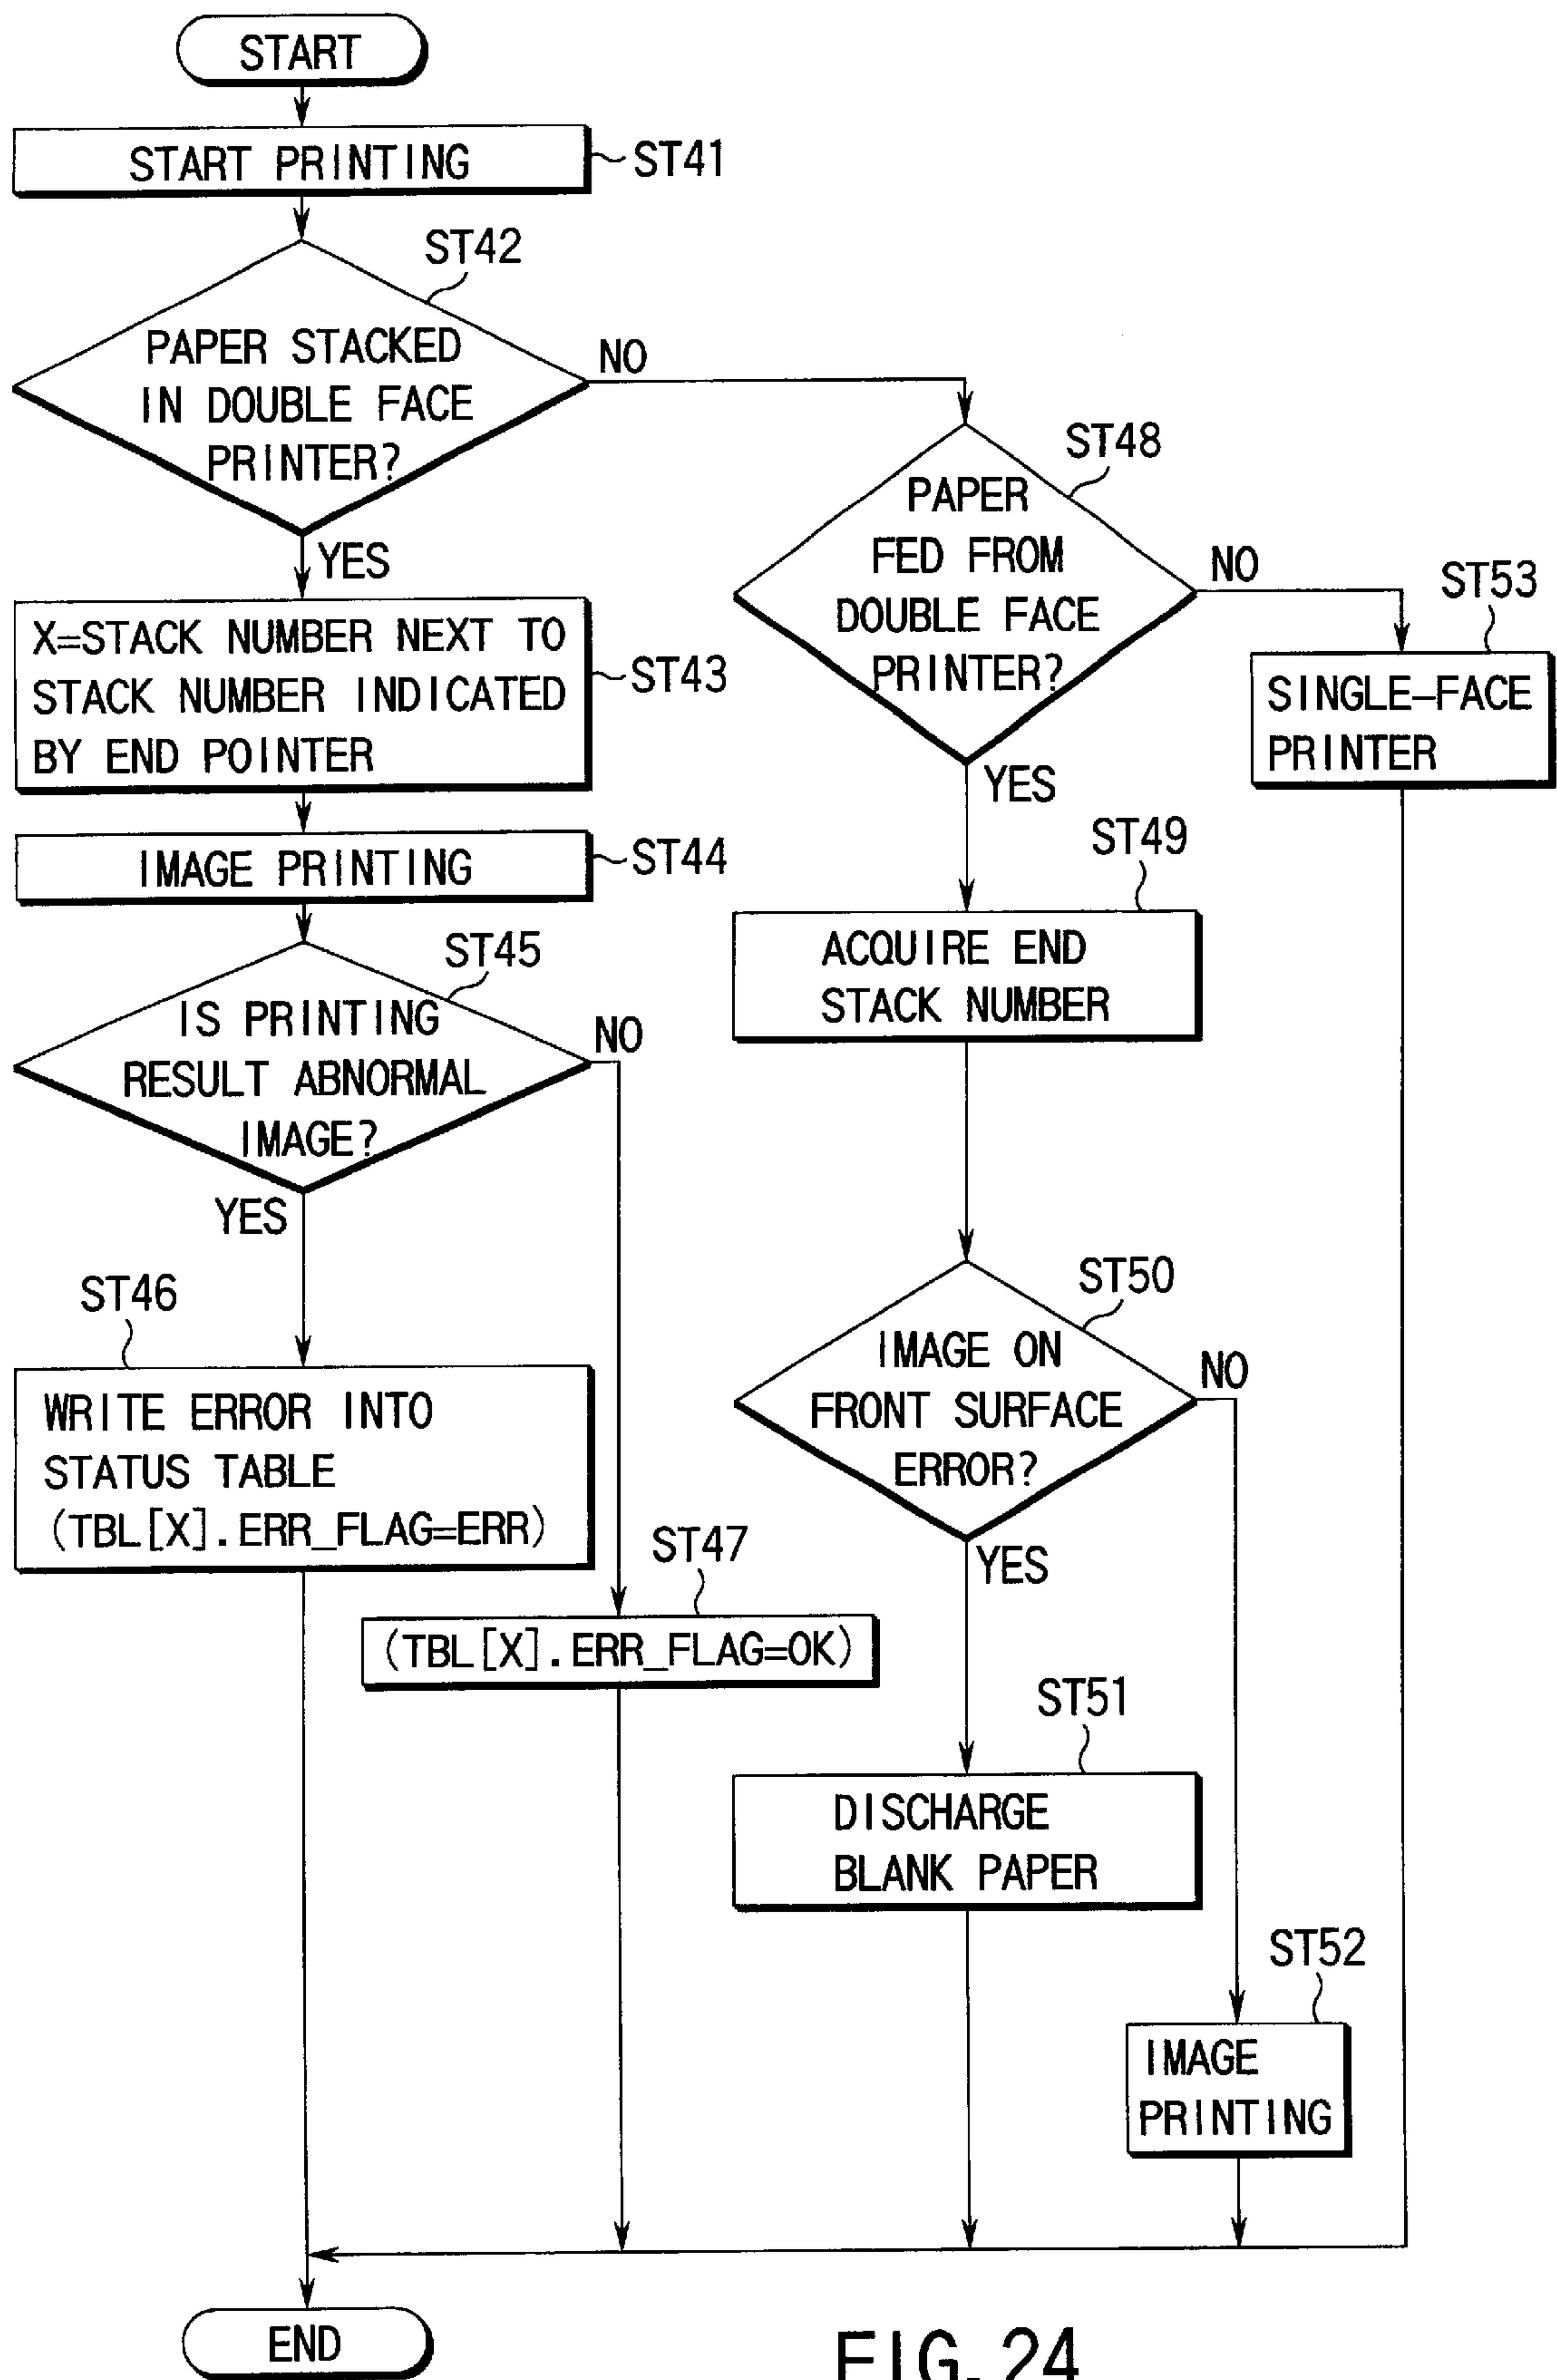 START
START PRINTING
ST41
ST42
PAPER STACKED
IN DOUBLE FACE
PRINTER?
NO
YES
X=STACK NUMBER NEXT TO
STACK NUMBER INDICATED
BY END POINTER
ST43
IMAGE PRINTING
ST44
ST45
IS PRINTING
RESULT ABNORMAL
IMAGE?
NO
YES
ST46
WRITE ERROR INTO
STATUS TABLE
(TBL[X].ERR_FLAG=ERR)
ST47
(TBL[X].ERR_FLAG=OK)
ST48
PAPER
FED FROM
DOUBLE FACE
PRINTER?
NO
YES
ST53
SINGLE-FACE
PRINTER
ST49
ACQUIRE END
STACK NUMBER
ST50
IMAGE ON
FRONT SURFACE
ERROR?
NO
YES
ST51
DISCHARGE
BLANK PAPER
ST52
IMAGE
PRINTING
END
FIG. 24